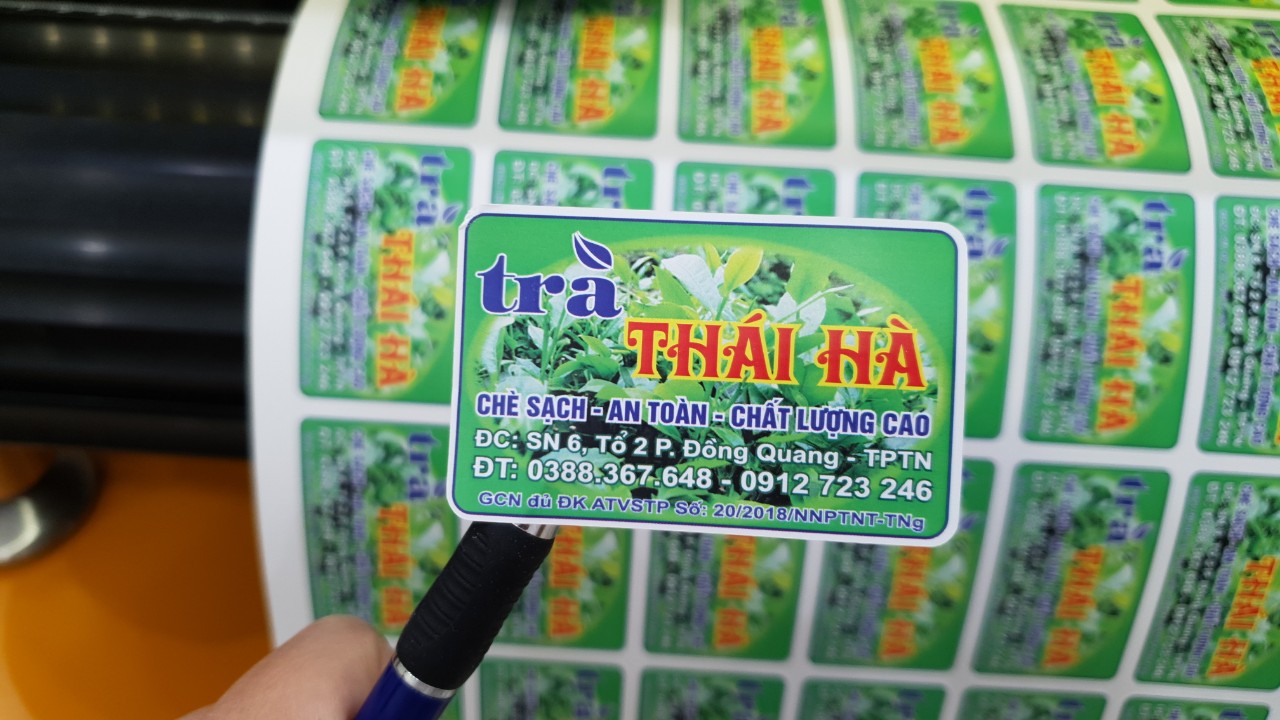 trà
THÁI HÀ
CHÈ SẠCH - AN TOÀN - CHẤT LƯỢNG CAO
ĐC: SN 6, Tổ 2 P. Đồng Quang - TPTN
ĐT: 0388.367.648 - 0912 723 246
GCN đủ ĐK ATVSTP Số: 20/2018/NNPTNT-TNg